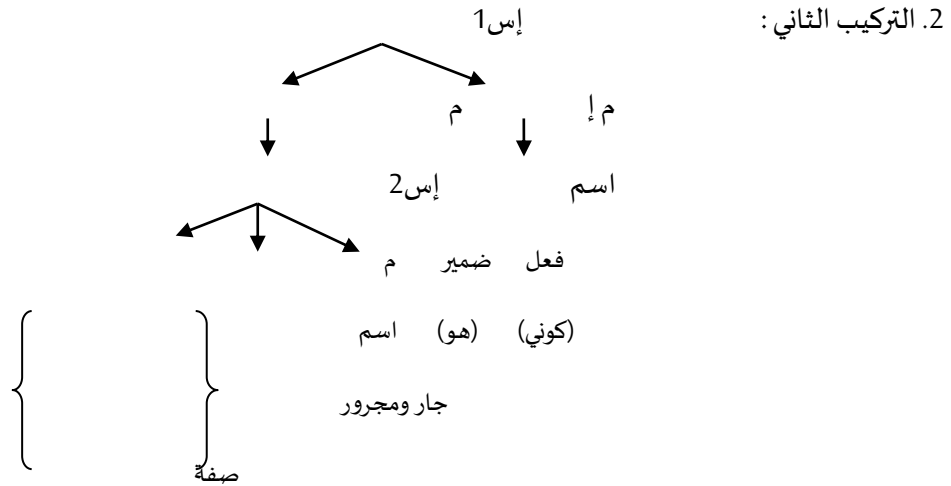 2. التركيب الثاني : إس1
م إ م
اسم إس2
فعل ضمير م
(كوني) (هو) اسم
جار ومجرور
صفة